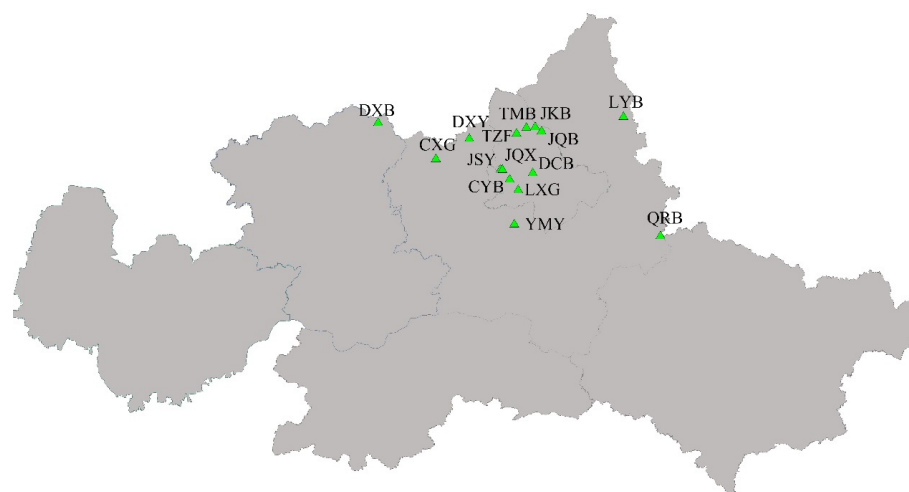 LYB
DXB
TMB
JKB
DXY
TZF
JQB
CXG
JSY
JQX
DCB
CYB
LXG
YMY
QRB